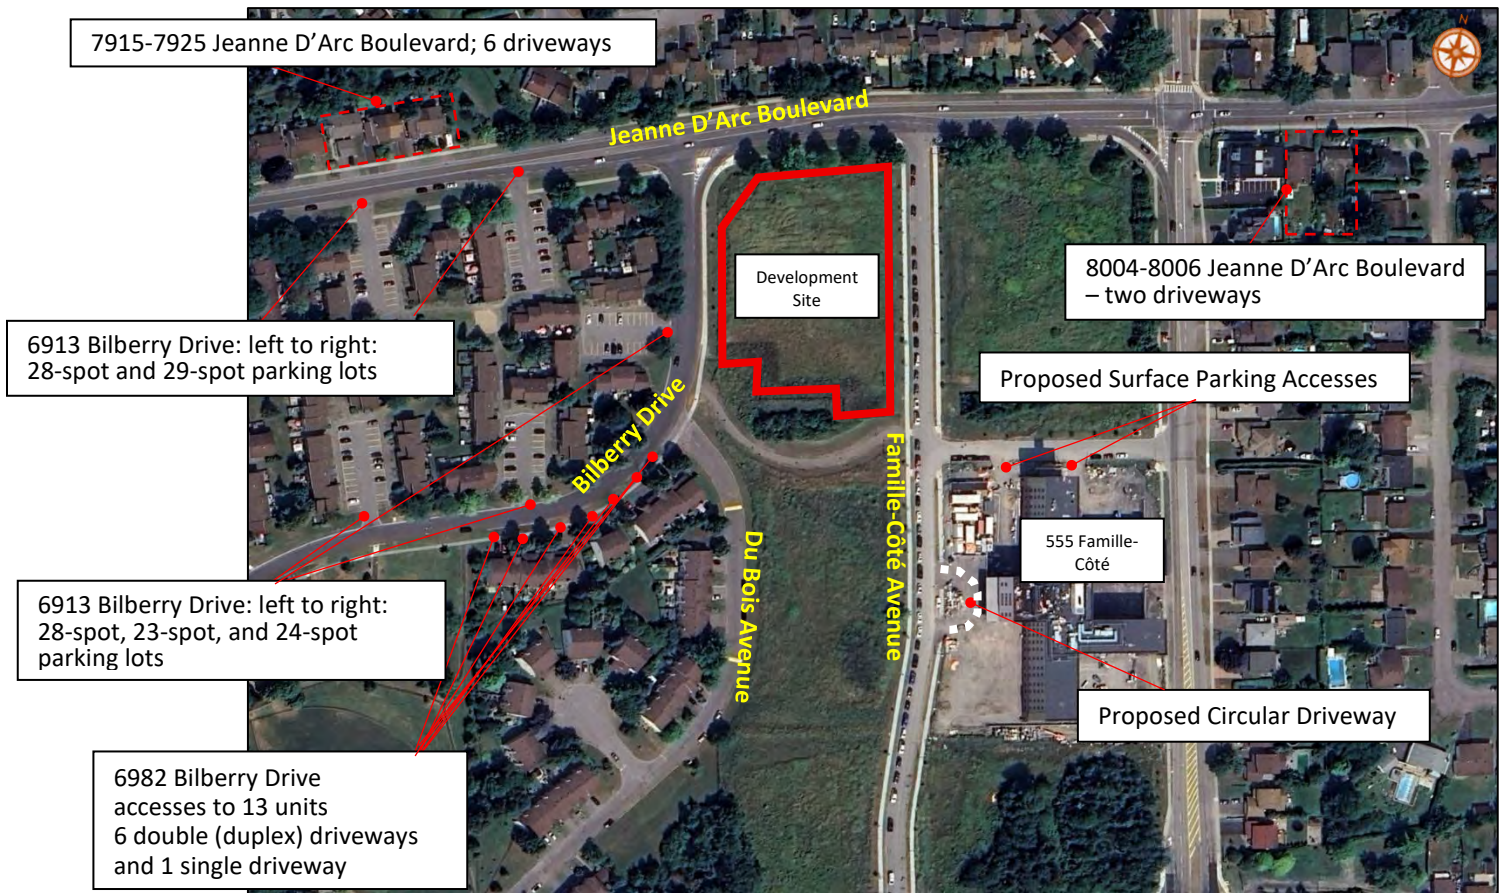 7915-7925 Jeanne D’Arc Boulevard; 6 driveways
N
Jeanne D’Arc Boulevard
Development
Site
8004-8006 Jeanne D’Arc Boulevard
– two driveways
6913 Bilberry Drive: left to right:
28-spot and 29-spot parking lots
Proposed Surface Parking Accesses
Bilberry Drive
Famille-Côté Avenue
Du Bois Avenue
555 Famille-
Côté
6913 Bilberry Drive: left to right:
28-spot, 23-spot, and 24-spot
parking lots
Proposed Circular Driveway
6982 Bilberry Drive
accesses to 13 units
6 double (duplex) driveways
and 1 single driveway